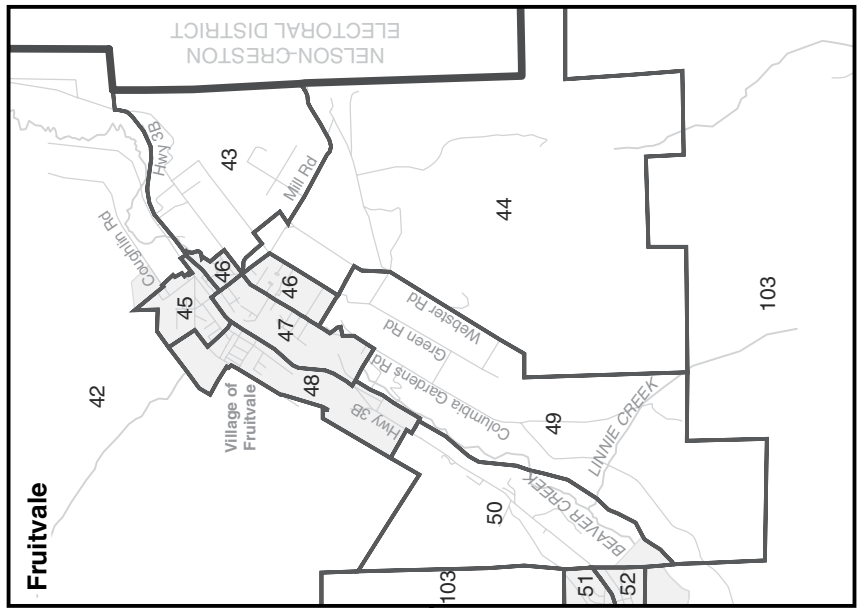 Fruitvale
NELSON-CRESTON
ELECTORAL DISTRICT
Hwy 3B
43
Mill Rd
Coughlin Rd
44
46
46
45
47
103
Webster Rd
Green Rd
48
Columbia Gardens Rd
42
Village of
Fruitvale
Hwy 3B
49
LINNIE CREEK
50
BEAVER CREEK
103
51
52